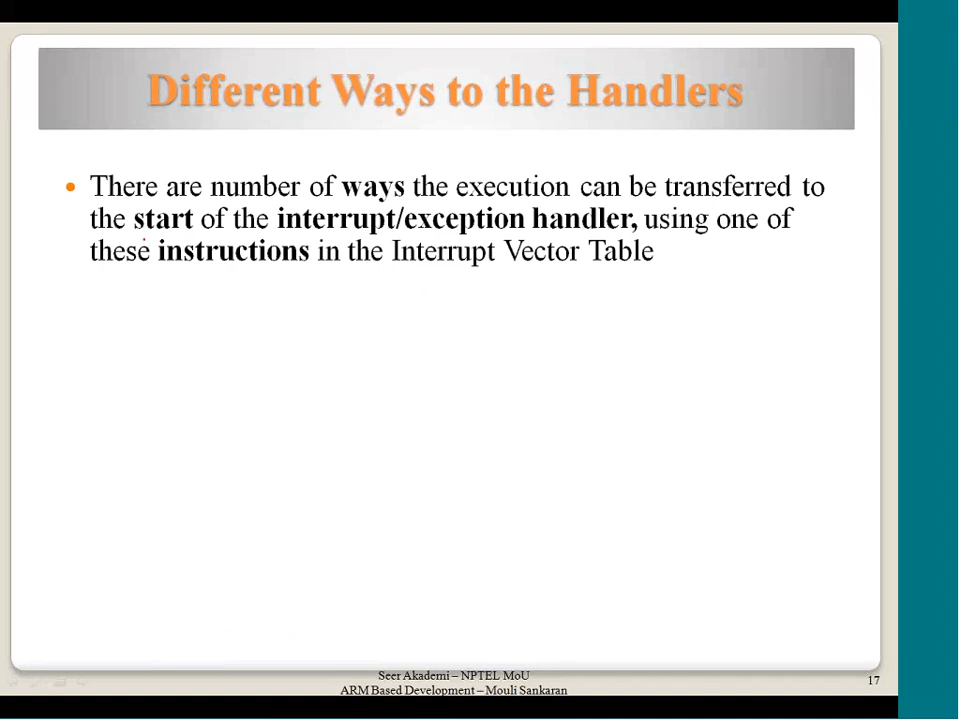 Different Ways to the Handlers
• There are number of ways the execution can be transferred to
the start of the interrupt/exception handler, using one of
these instructions in the Interrupt Vector Table
Seer Akademi – NPTEL MoU
ARM Based Development – Mouli Sankaran
17